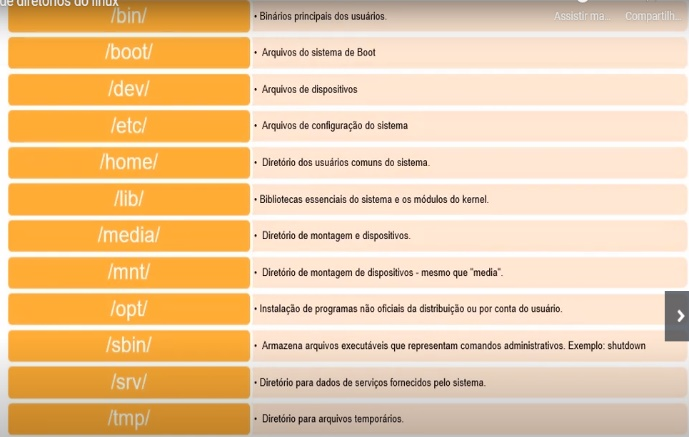 de diretórios do linux
Assistir ma... Compartilh...
/bin/ • Binários principais dos usuários.
/boot/ • Arquivos do sistema de Boot
/dev/ • Arquivos de dispositivos
/etc/ • Arquivos de configuração do sistema
/home/ • Diretório dos usuários comuns do sistema.
/lib/ • Bibliotecas essenciais do sistema e os módulos do kernel.
/media/ • Diretório de montagem e dispositivos.
/mnt/ • Diretório de montagem de dispositivos - mesmo que "media".
/opt/ • Instalação de programas não oficiais da distribuição ou por conta do usuário.
/sbin/ • Armazena arquivos executáveis que representam comandos administrativos. Exemplo: shutdown
/srv/ • Diretório para dados de serviços fornecidos pelo sistema.
/tmp/ • Diretório para arquivos temporários.